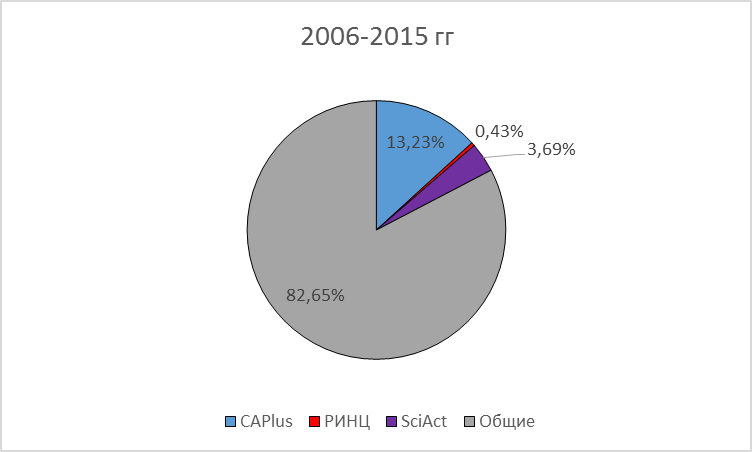 2006-2015 гг
13,23%
0,43%
3,69%
82,65%
CAPlus РИНЦ SciAct Общие